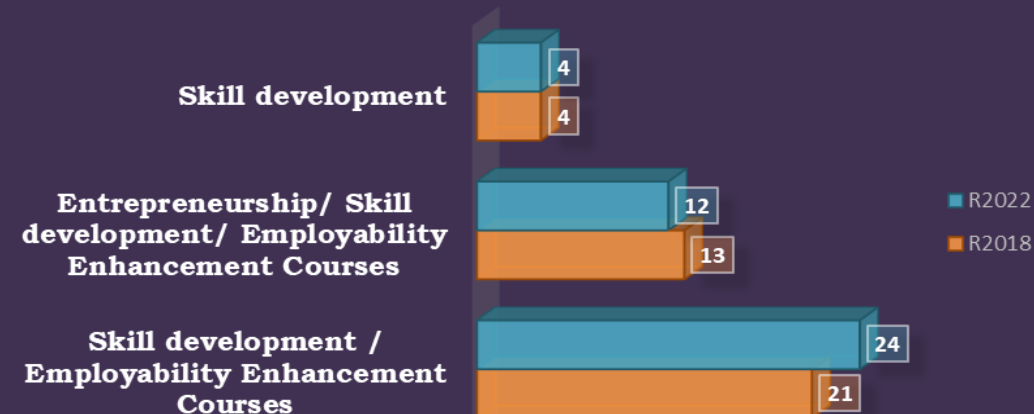 4
Skill development
4
Entrepreneurship/ Skill
development/ Employability
Enhancement Courses
12
13
R2022
R2018
Skill development /
Employability Enhancement
Courses
24
21